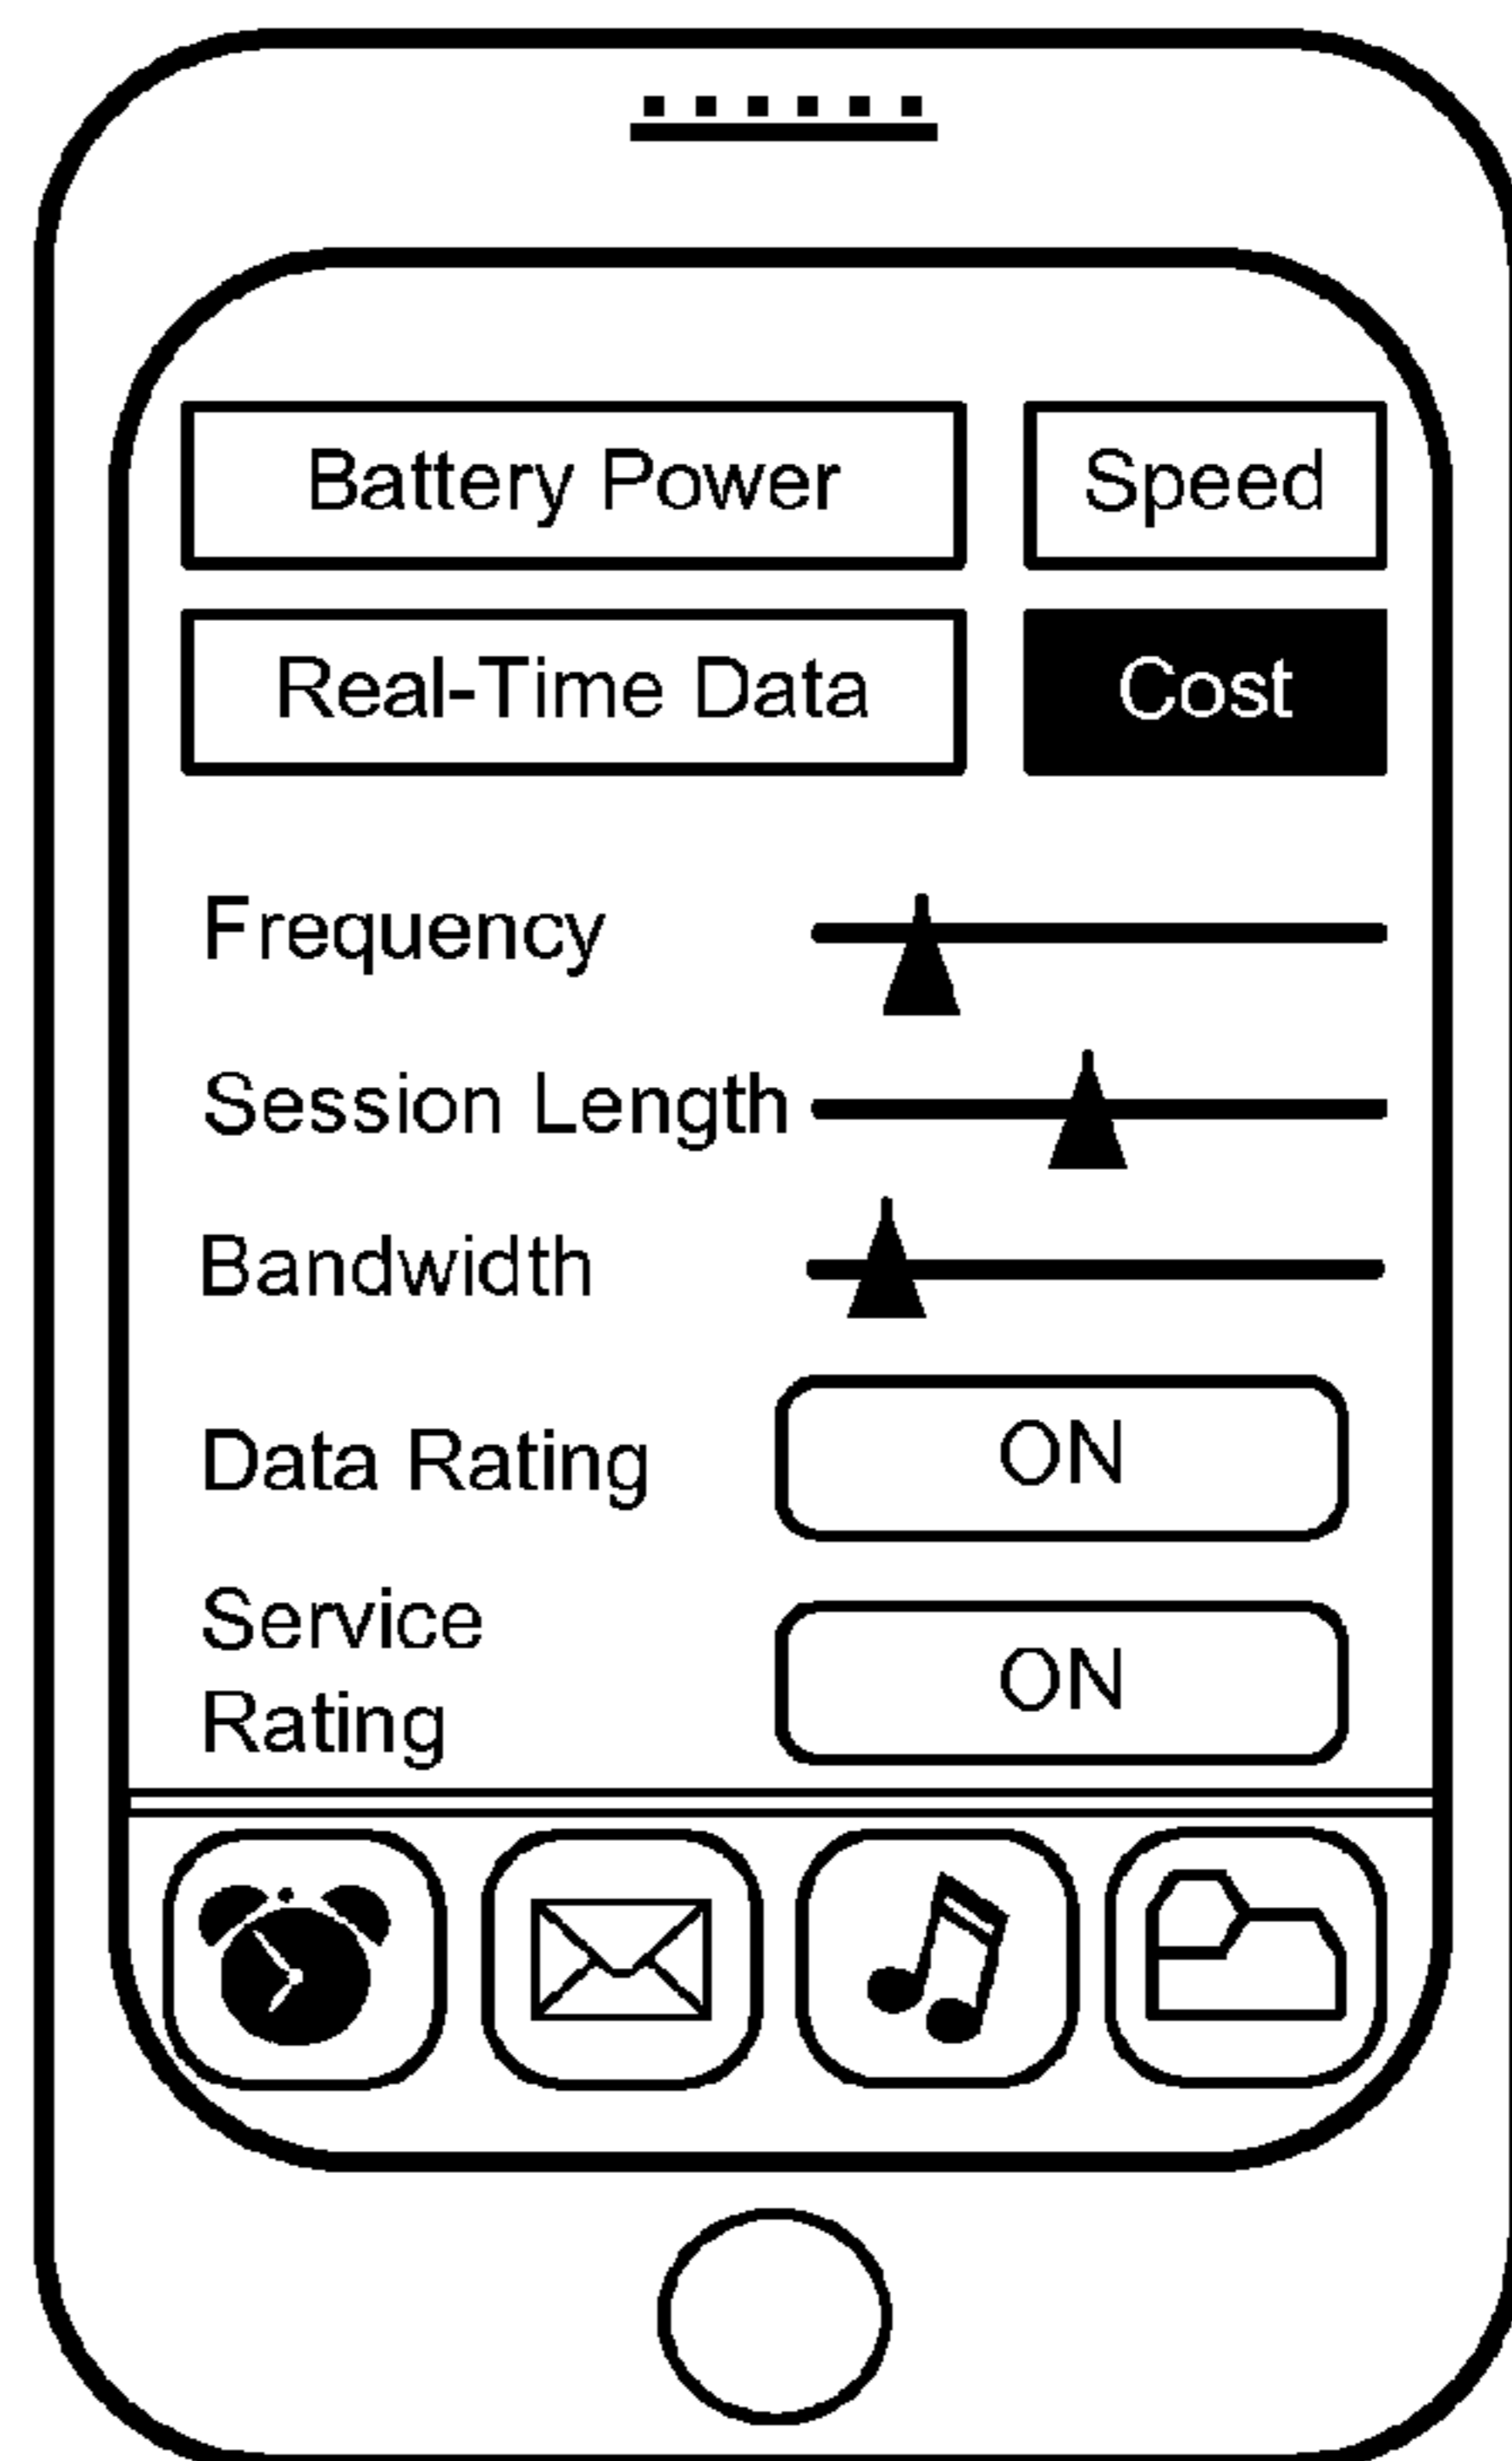 Battery Power
Speed
Real-Time Data
Cost
Frequency
Session Length
Bandwidth
Data Rating
ON
Service
Rating
ON